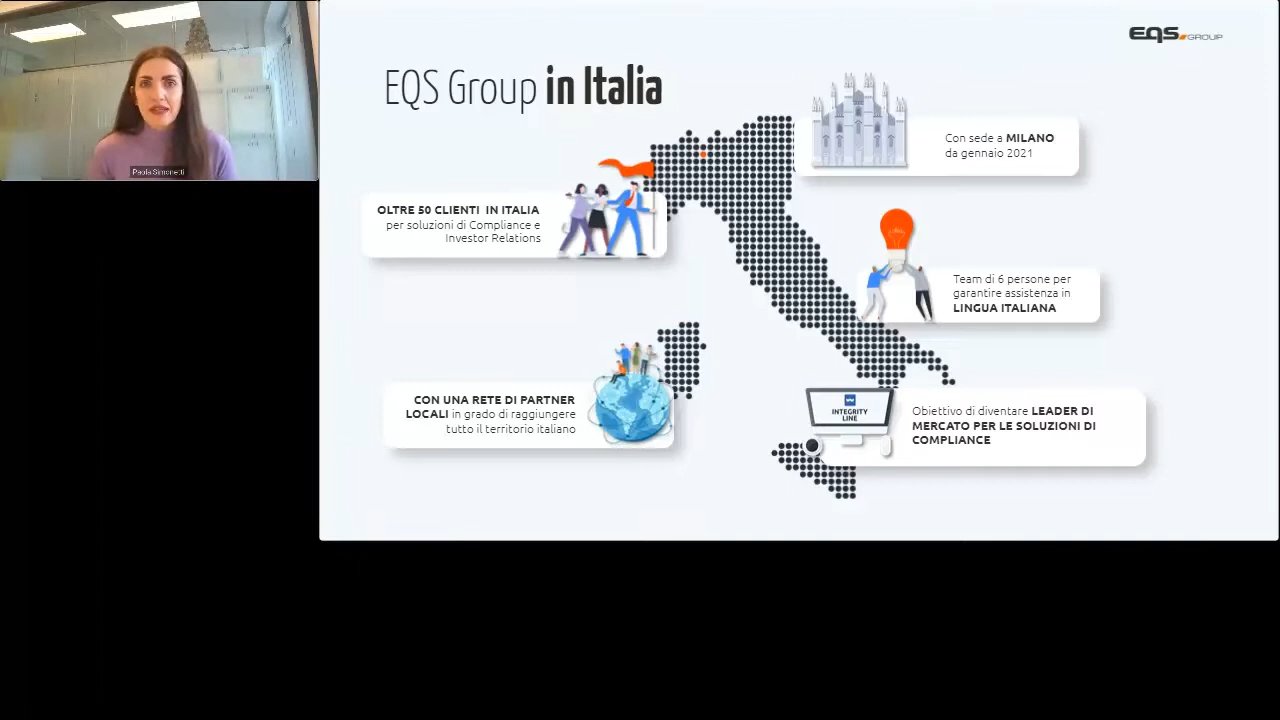 Paola Simonetti
EQS GROUP
EQS Group in Italia
Con sede a MILANO
da gennaio 2021
OLTRE 50 CLIENTI IN ITALIA
per soluzioni di Compliance e
Investor Relations
Team di 6 persone per
garantire assistenza in
LINGUA ITALIANA
CON UNA RETE DI PARTNER
LOCALI in grado di raggiungere
tutto il territorio italiano
INTEGRITY
LINE
Obiettivo di diventare LEADER DI
MERCATO PER LE SOLUZIONI DI
COMPLIANCE